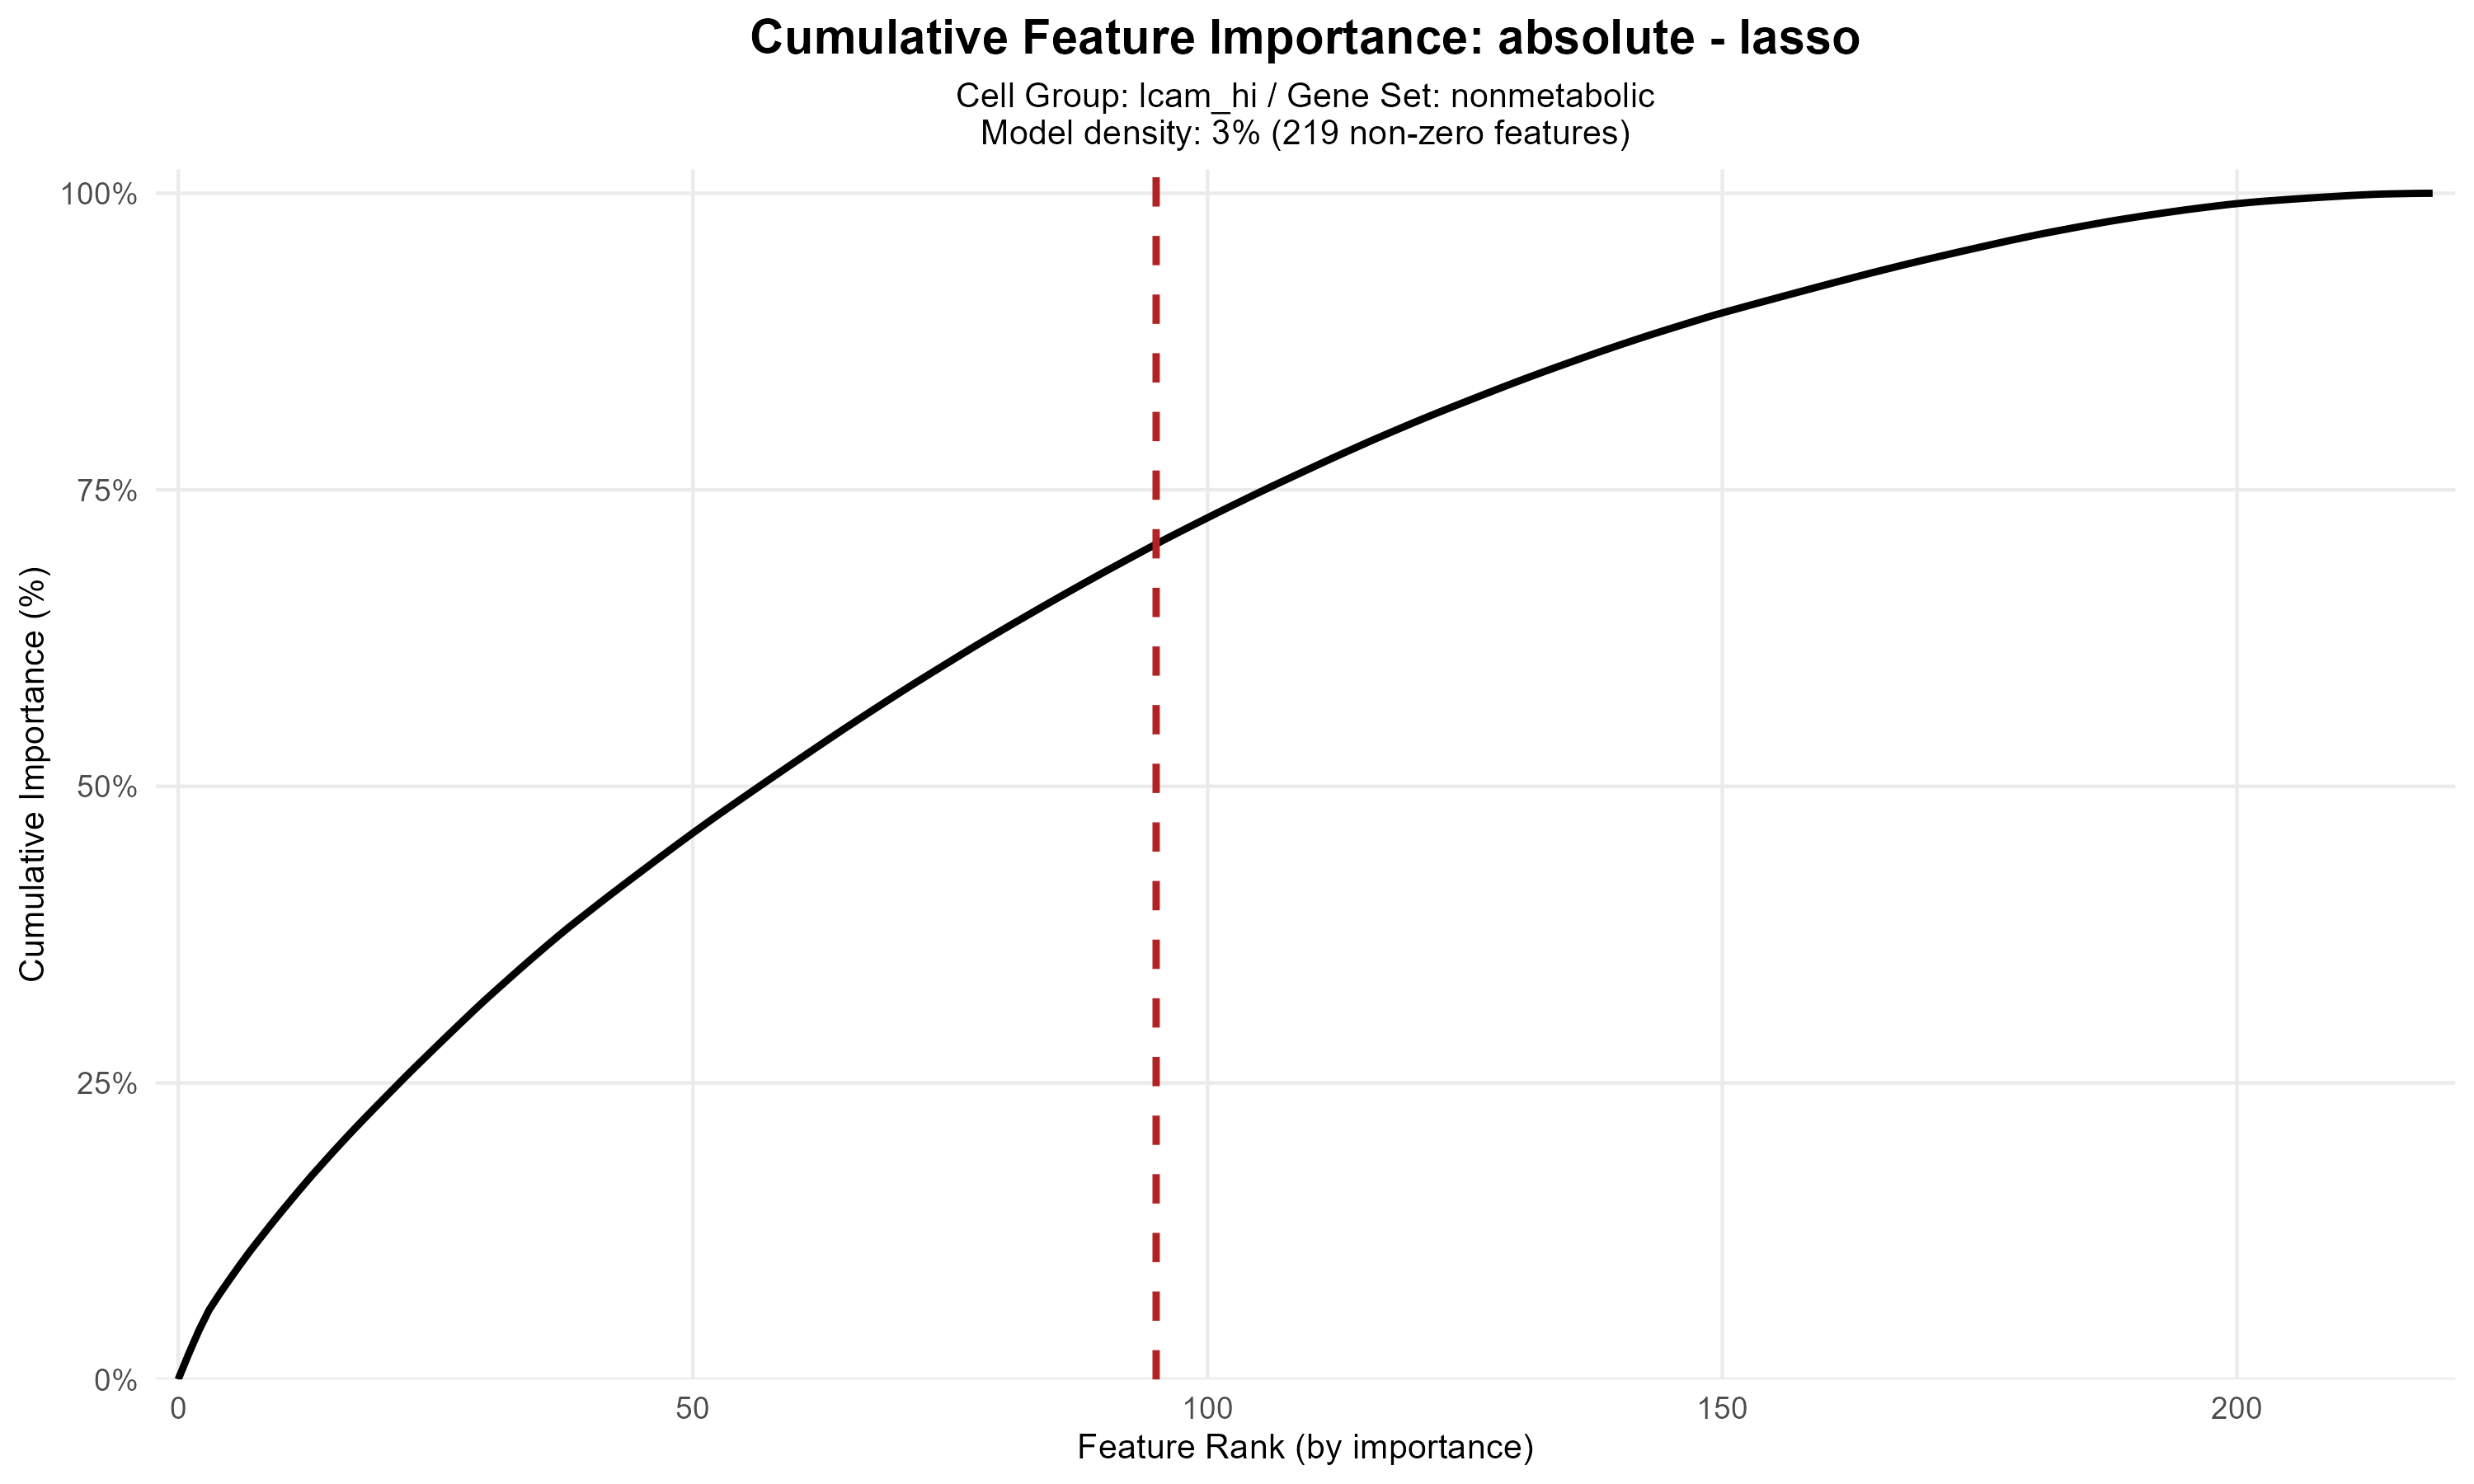 Cumulative Feature Importance: absolute - lasso
Cell Group: lcam_hi / Gene Set: nonmetabolic
Model density: 3% (219 non-zero features)
Cumulative Importance (%)
100%
75%
50%
25%
0%
0 50 100 150 200
Feature Rank (by importance)